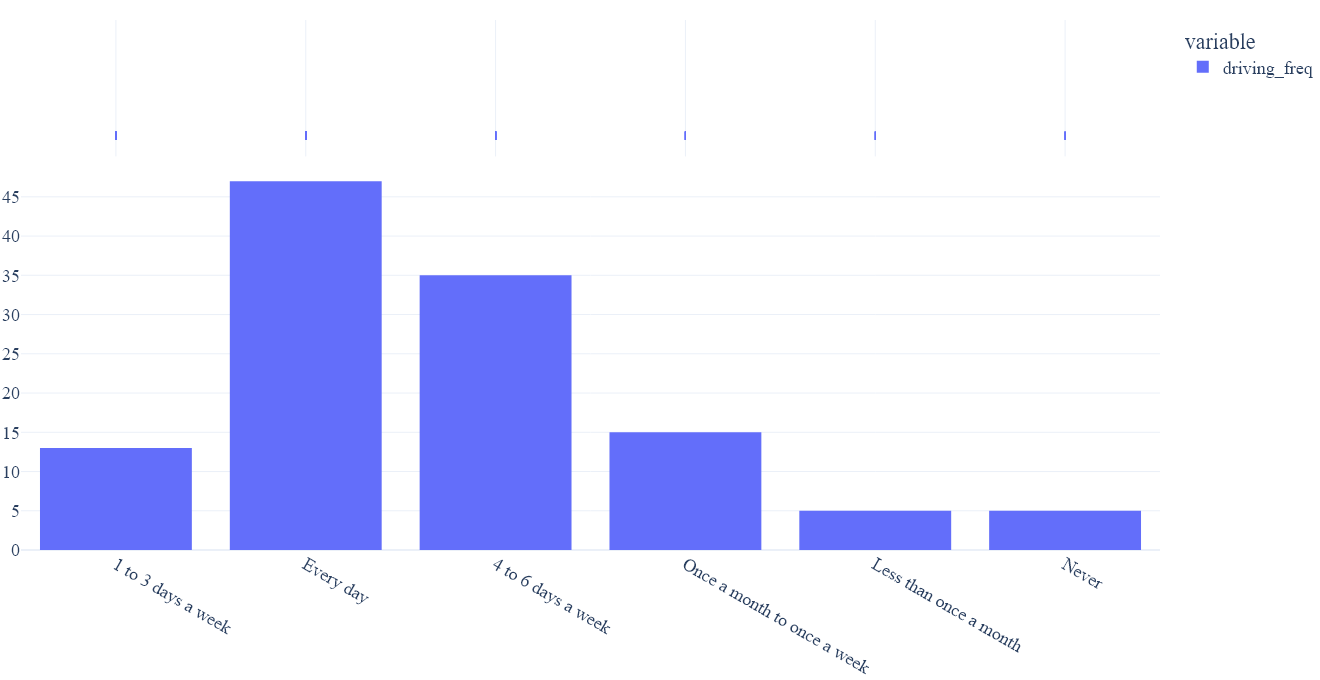 variable
driving_freq
45
40
35
30
25
20
15
10
5
0
1 to 3 days a week
Every day
4 to 6 days a week
Once a month to once a week
Less than once a month
Never